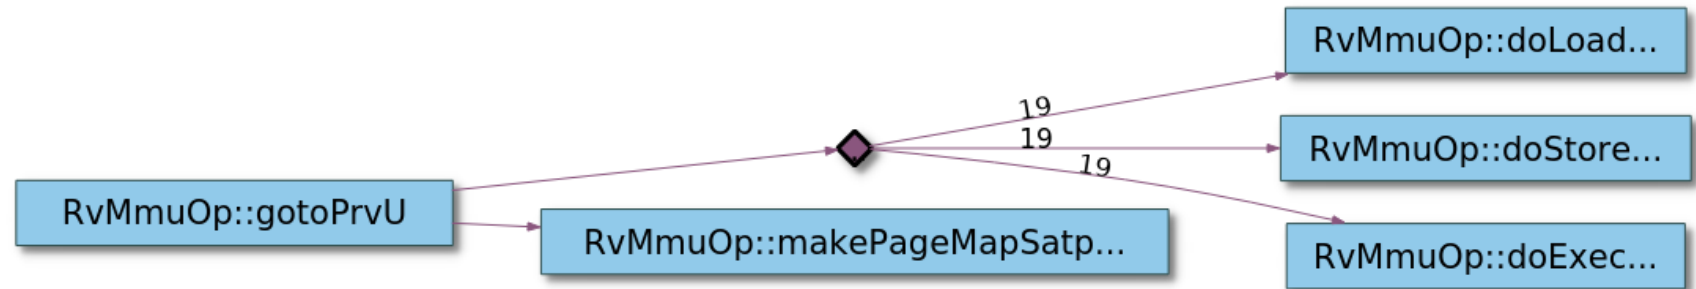 RvMmuOp::doLoad...
19
19
RvMmuOp::doStore...
19
RvMmuOp::gotoPrvU
RvMmuOp::makePageMapSatp...
RvMmuOp::doExec...